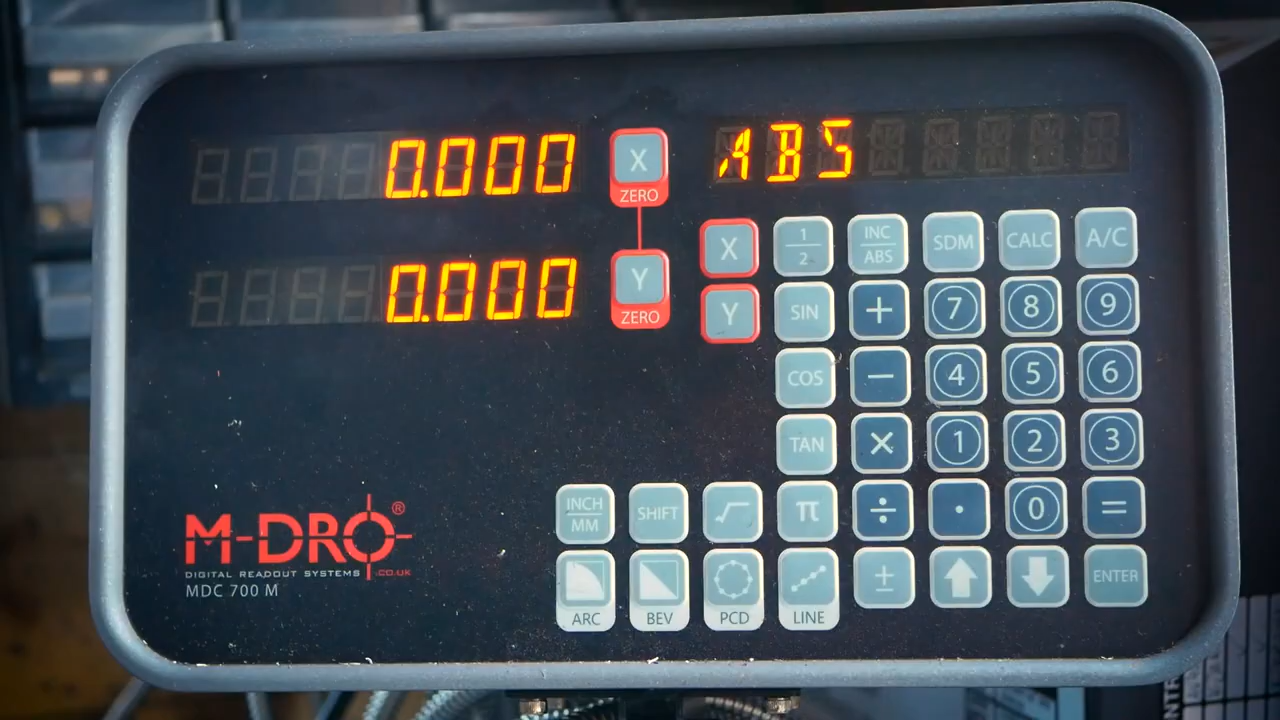 0.000
X
ZERO
ABS
0.000
Y
ZERO
X
1/2
INC/ABS
SDM
CALC
A/C
Y
SIN
+
7
8
9
COS
−
4
5
6
TAN
×
1
2
3
INCH/MM
SHIFT
√
π
÷
·
0
=
ARC
BEV
PCD
LINE
±
ENTER
M-DRO®
DIGITAL READOUT SYSTEMS .CO.UK
MDC 700 M